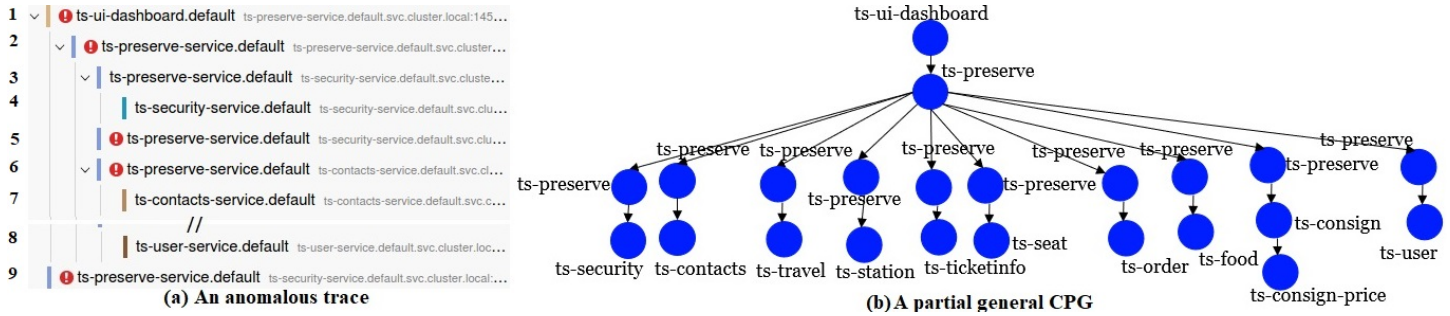 1 ts-ui-dashboard.default ts-preserve-service.default.svc.cluster.local:145...
2 ts-preserve-service.default ts-preserve-service.default.svc.cluster...
3 ts-preserve-service.default ts-security-service.default.svc.cluste...
4 ts-security-service.default ts-security-service.default.svc.clu...
5 ts-preserve-service.default ts-security-service.default.svc.clu...
6 ts-preserve-service.default ts-contacts-service.default.svc.cl...
7 ts-contacts-service.default ts-contacts-service.default.svc.c...
//
8 ts-user-service.default ts-user-service.default.svc.cluster.loc...
9 ts-preserve-service.default ts-security-service.default.svc.cluster.local:...
(a) An anomalous trace
ts-ui-dashboard
ts-preserve
ts-preserve
ts-preserve
ts-preserve
ts-preserve
ts-preserve
ts-preserve
ts-preserve
ts-preserve
ts-preserve
ts-preserve
ts-security
ts-contacts
ts-travel
ts-station
ts-ticketinfo
ts-seat
ts-order
ts-food
ts-consign
ts-user
ts-consign-price
(b) A partial general CPG